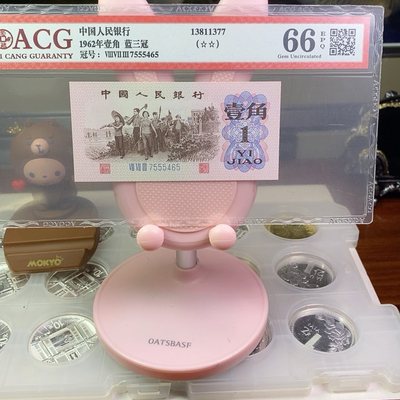 ACG
CANG GUARANTY
中国人民银行
1962年壹角 蓝三冠
冠号: ⅦⅦⅢ7555465
13811377
(☆☆)
66
EPQ
Gem Uncirculated
中国人民银行
壹角
1
YI
JIAO
ⅦⅦⅢ 7555465
MOKYO
OATSBASF